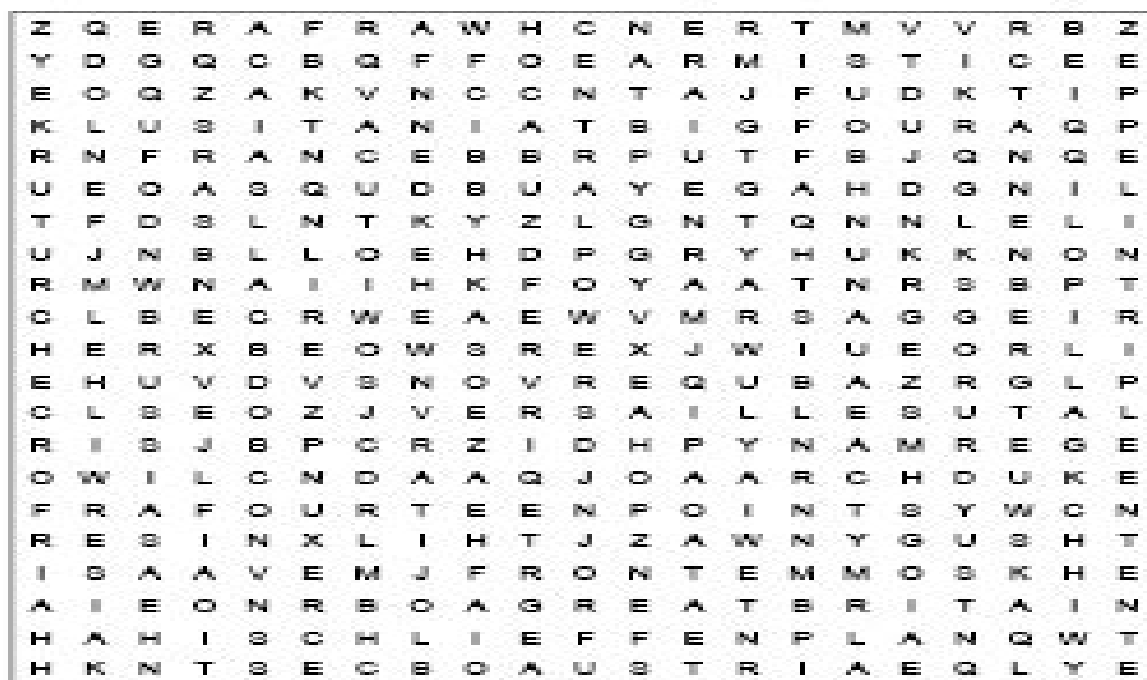 Z Q E R A F R A W H C N E R T M V V R B Z
Y D G Q C B Q F F O E A R M I S T I C E E
E O Q Z A K V N C C N T A J F U D K T I P
K L U S I T A N I A T B I G F O U R A Q P
R N F R A N C E B B R P U T F B J Q N Q E
U E O A S Q U D B U A Y E G A H D G N I L
T F D S L N T K Y Z L G N T Q N N L E L I
U J N B L L O E H D P G R Y H U K K N O N
R M W N A I I H K F O Y A A T N R S B P T
C L B E C R W E A E W V M R S A G G E I R
H E R X B E O W S R E X J W I U E O R L I
E H U V D V S N O V R E Q U B A Z R G L P
C L S E O Z J V E R S A I L L E S U T A L
R I S J B P C R Z I D H P Y N A M R E G E
O W I L C N D A A Q J O A A R C H D U K E
F R A F O U R T E E N P O I N T S Y W C N
R E S I N X L I H T J Z A W N Y G U S H T
I S A A V E M J F R O N T E M M O S K H E
A I E O N R B O A G R E A T B R I T A I N
H A H I S C H L I E F F E N P L A N Q W T
H K N T S E C B O A U S T R I A E Q L Y E